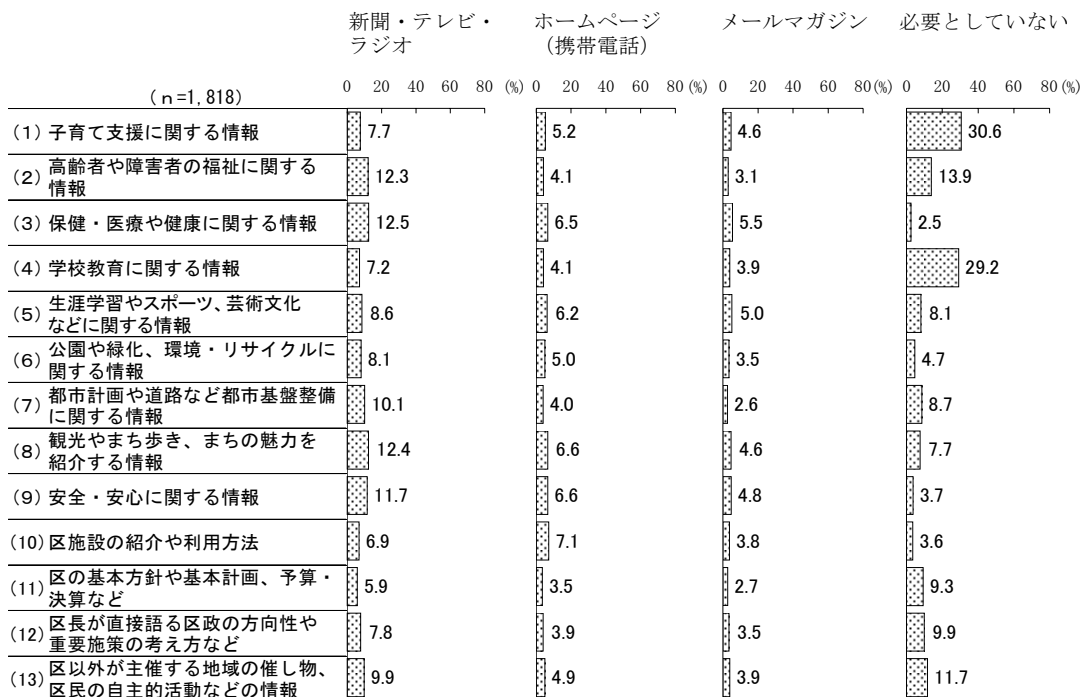 新聞・テレビ・ ホームページ メールマガジン 必要としていない
ラジオ （携帯電話）
0 20 40 60 80 (%) 0 20 40 60 80 (%) 0 20 40 60 80 (%) 0 20 40 60 80 (%)
（ｎ=1,818）
(1) 子育て支援に関する情報 7.7 5.2 4.6 30.6
(2) 高齢者や障害者の福祉に関する
情報 12.3 4.1 3.1 13.9
(3) 保健・医療や健康に関する情報 12.5 6.5 5.5 2.5
(4) 学校教育に関する情報 7.2 4.1 3.9 29.2
(5) 生涯学習やスポーツ、芸術文化
などに関する情報 8.6 6.2 5.0 8.1
(6) 公園や緑化、環境・リサイクルに
関する情報 8.1 5.0 3.5 4.7
(7) 都市計画や道路など都市基盤整備
に関する情報 10.1 4.0 2.6 8.7
(8) 観光やまち歩き、まちの魅力を
紹介する情報 12.4 6.6 4.6 7.7
(9) 安全・安心に関する情報 11.7 6.6 4.8 3.7
(10) 区施設の紹介や利用方法 6.9 7.1 3.8 3.6
(11) 区の基本方針や基本計画、予算・
決算など 5.9 3.5 2.7 9.3
(12) 区長が直接語る区政の方向性や
重要施策の考え方など 7.8 3.9 3.5 9.9
(13) 区以外が主催する地域の催し物、
区民の自主的活動などの情報 9.9 4.9 3.9 11.7